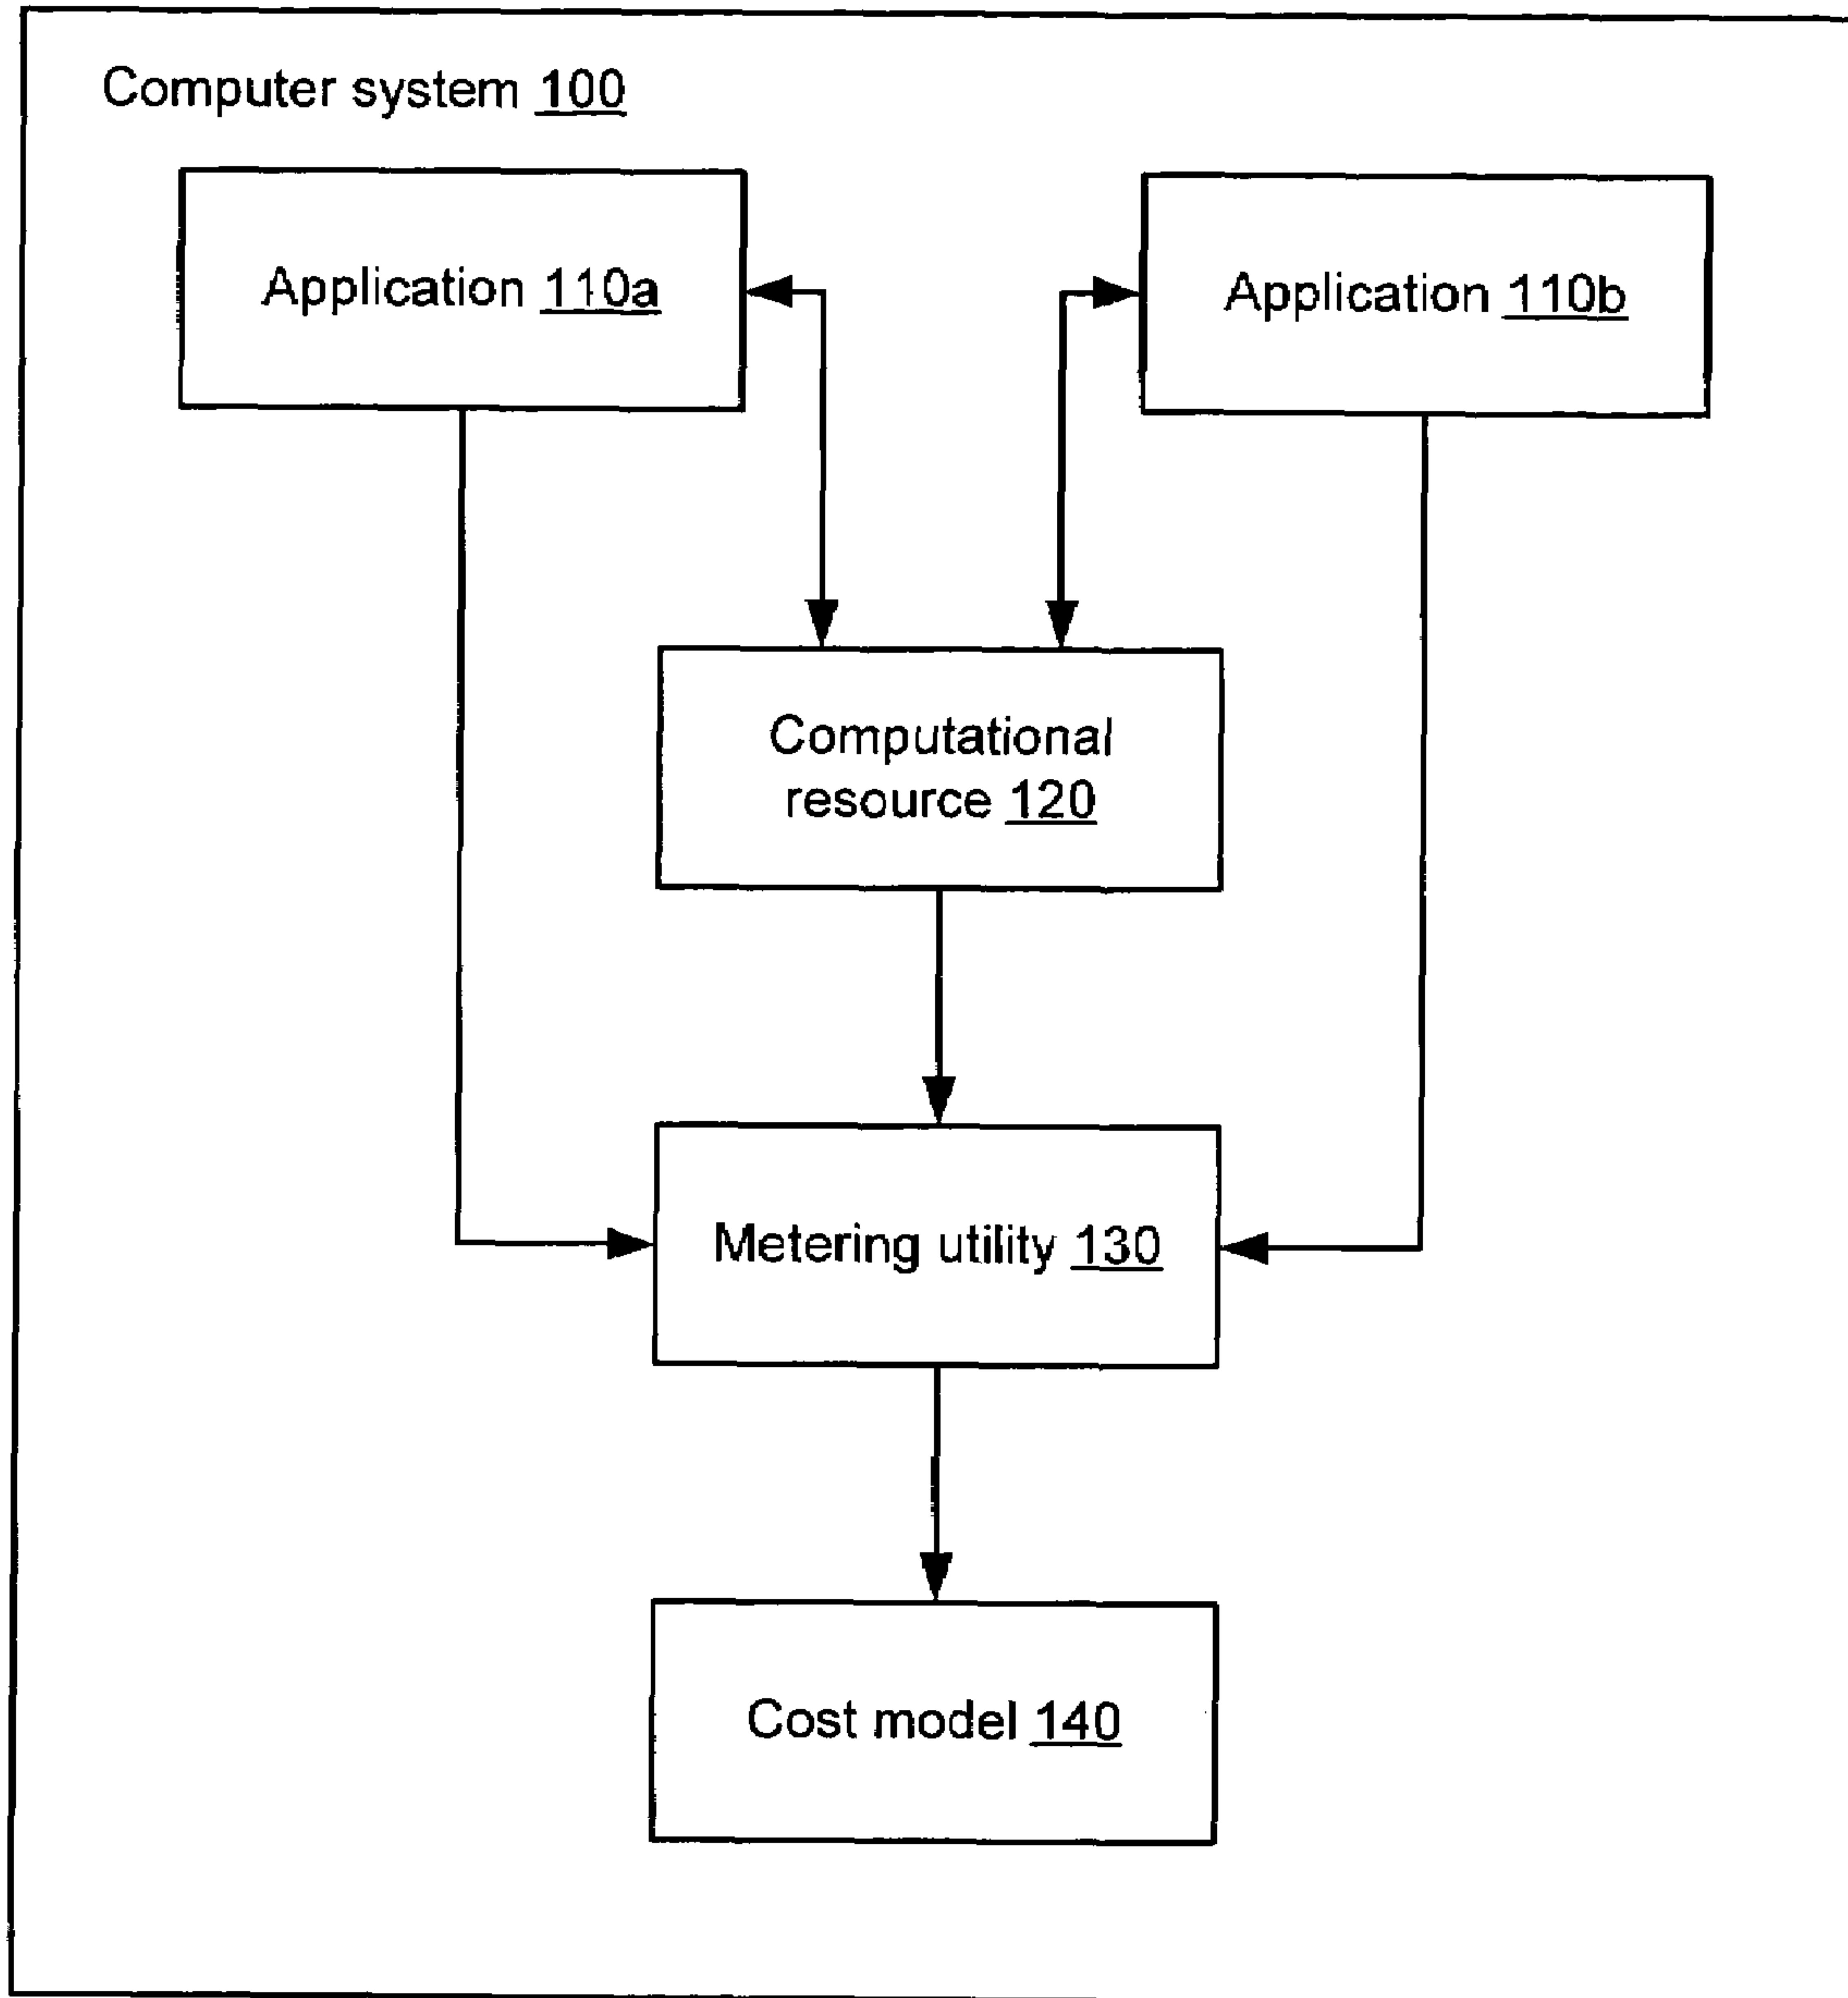 Computer system 100
Application 110a
Application 110b
Computational
resource 120
Metering utility 130
Cost model 140